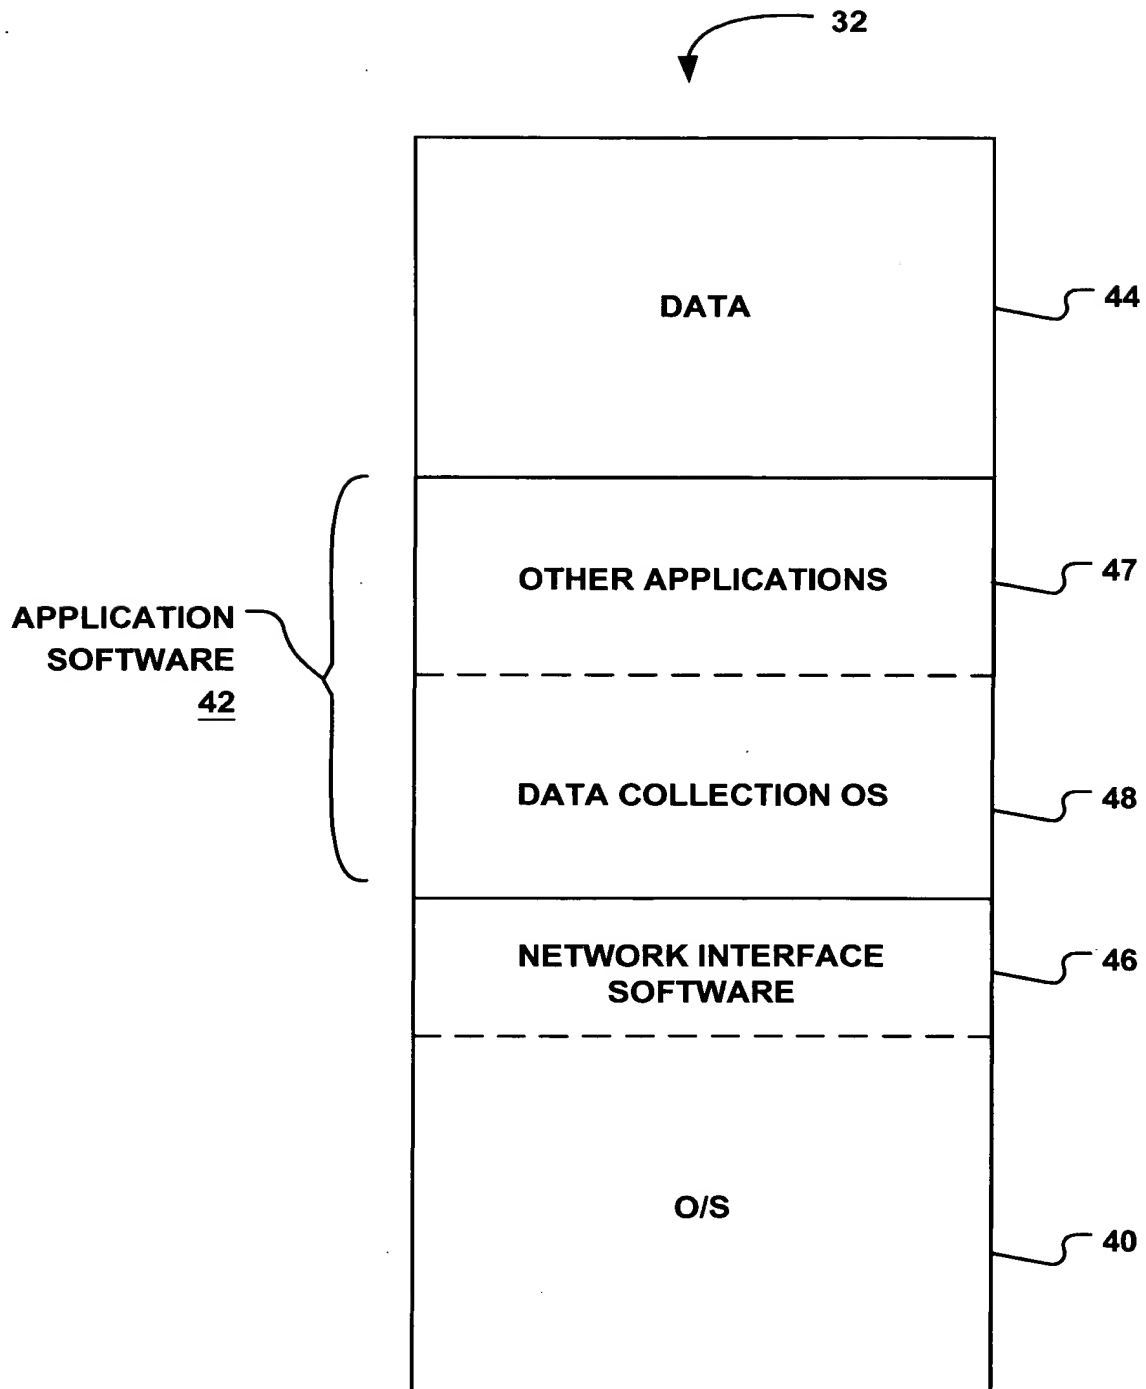 32
DATA
44
OTHER APPLICATIONS
47
APPLICATION
SOFTWARE
42
DATA COLLECTION OS
48
NETWORK INTERFACE
SOFTWARE
46
O/S
40